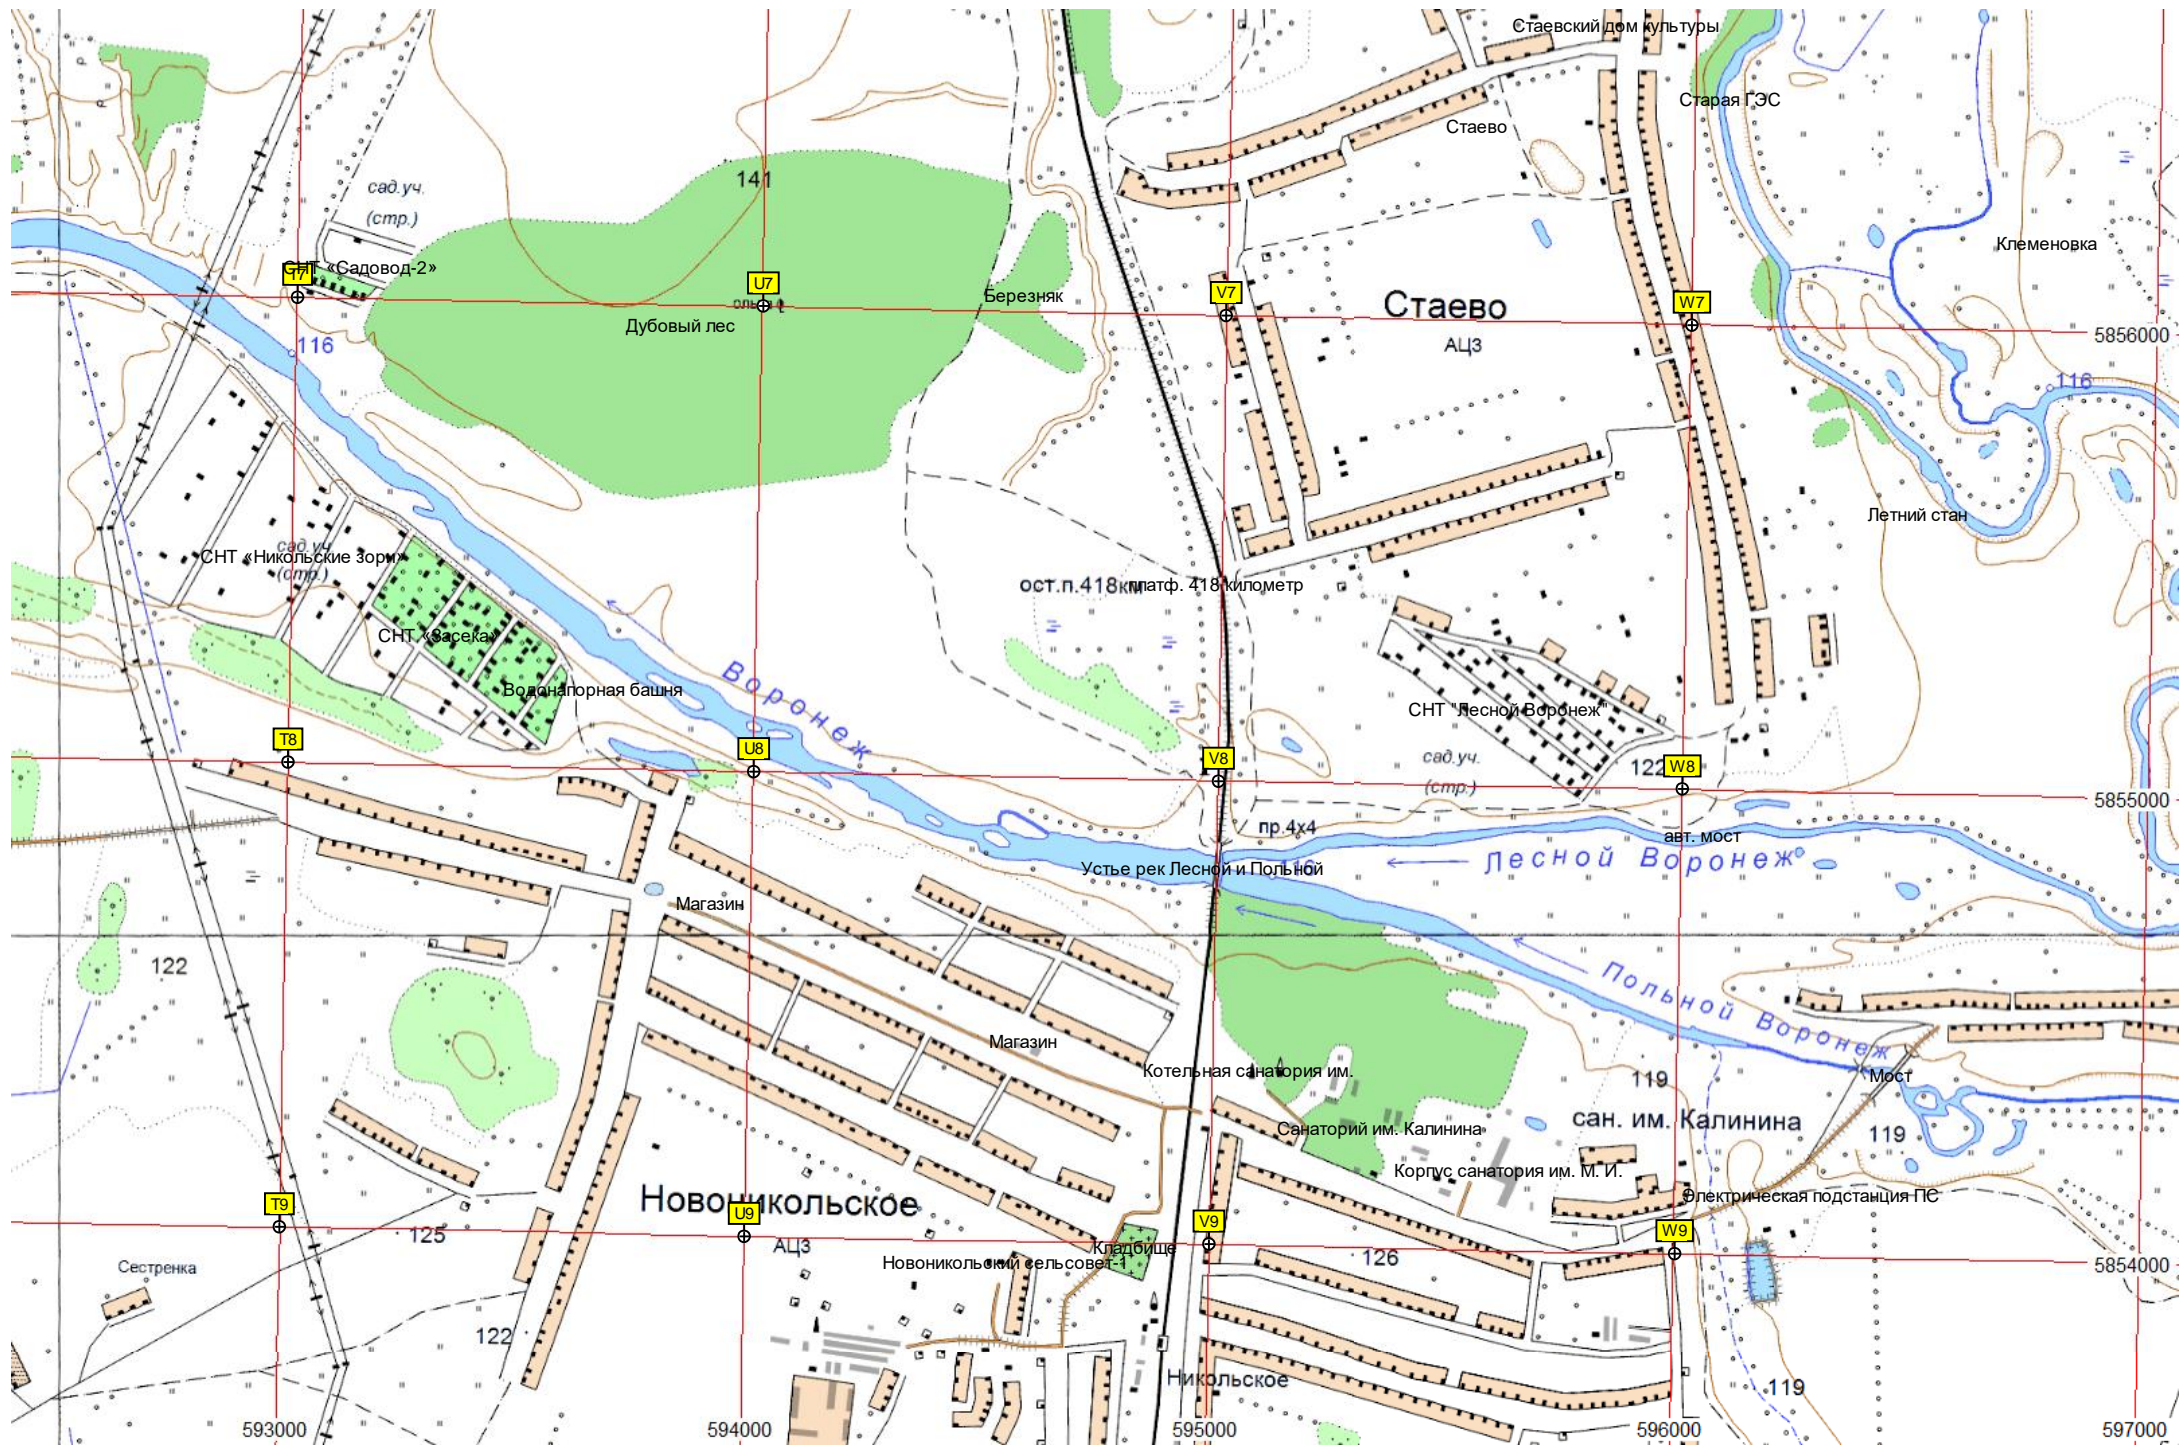 Стаевский дом культуры
Старая ГЭС
Стаево
141
сад.уч.
(стр.)
Клеменовка
СНТ «Садовод-2»
T7
U7
V7
W7
Березняк
Дубовый лес
Стаево
АЦЗ
5856000
116
116
Летний стан
сад.уч.
СНТ «Никольские зори»
(стр.)
ост.п.418км
платф. 418 километр
СНТ «Засека»
Водонапорная башня
Воронеж
СНТ "Лесной Воронеж"
T8
U8
V8
W8
сад.уч.
(стр.)
122
5855000
пр.4х4
авт. мост
Лесной Воронеж
116
Устье рек Лесной и Польной
Магазин
122
Польной Воронеж
Магазин
Котельная санатория им.
119
Мост
сан. им. Калинина
119
Санаторий им. Калинина
Корпус санатория им. М. И.
Электрическая подстанция ПС
T9
U9
V9
W9
Новоникольское
АЦЗ
125
Кладбище
Новоникольский сельсовет-1
126
5854000
Сестренка
122
Никольское
119
593000
594000
595000
596000
597000